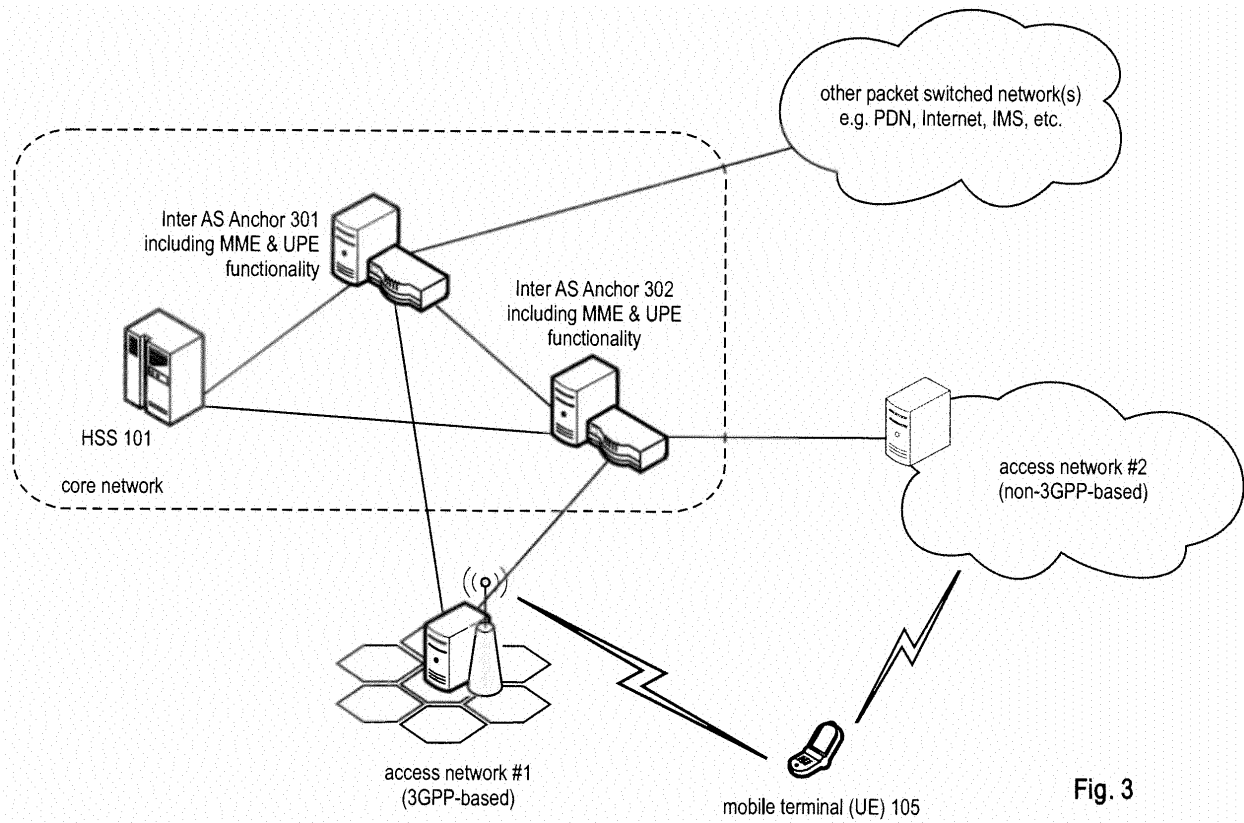 other packet switched network(s)
e.g. PDN, Internet, IMS, etc.
Inter AS Anchor 301
including MME & UPE
functionality
Inter AS Anchor 302
including MME & UPE
functionality
HSS 101
core network
access network #2
(non-3GPP-based)
access network #1
(3GPP-based)
mobile terminal (UE) 105
Fig. 3